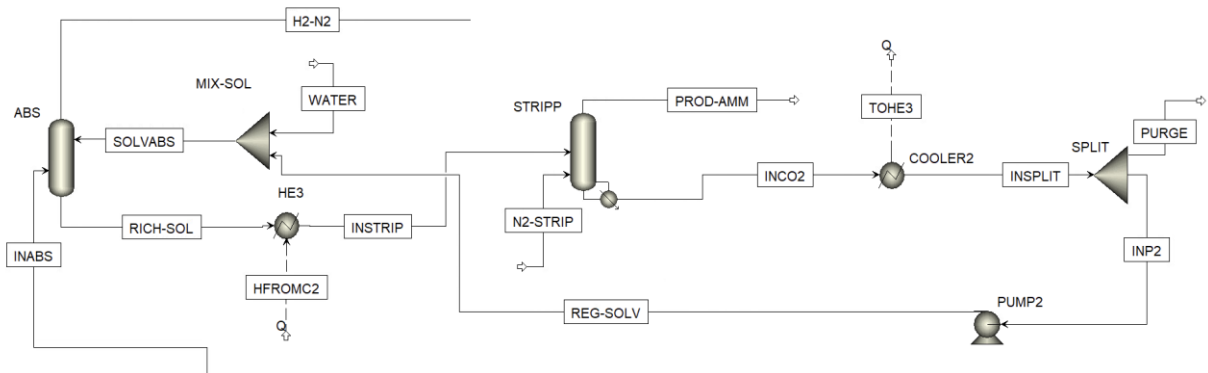 H2-N2
MIX-SOL
WATER
ABS
SOLVABS
STRIPP
PROD-AMM
Q
TOHE3
PURGE
SPLIT
COOLER2
HE3
INCO2
INSPLIT
RICH-SOL
INSTRIP
N2-STRIP
INABS
INP2
HFROMC2
REG-SOLV
PUMP2
Q